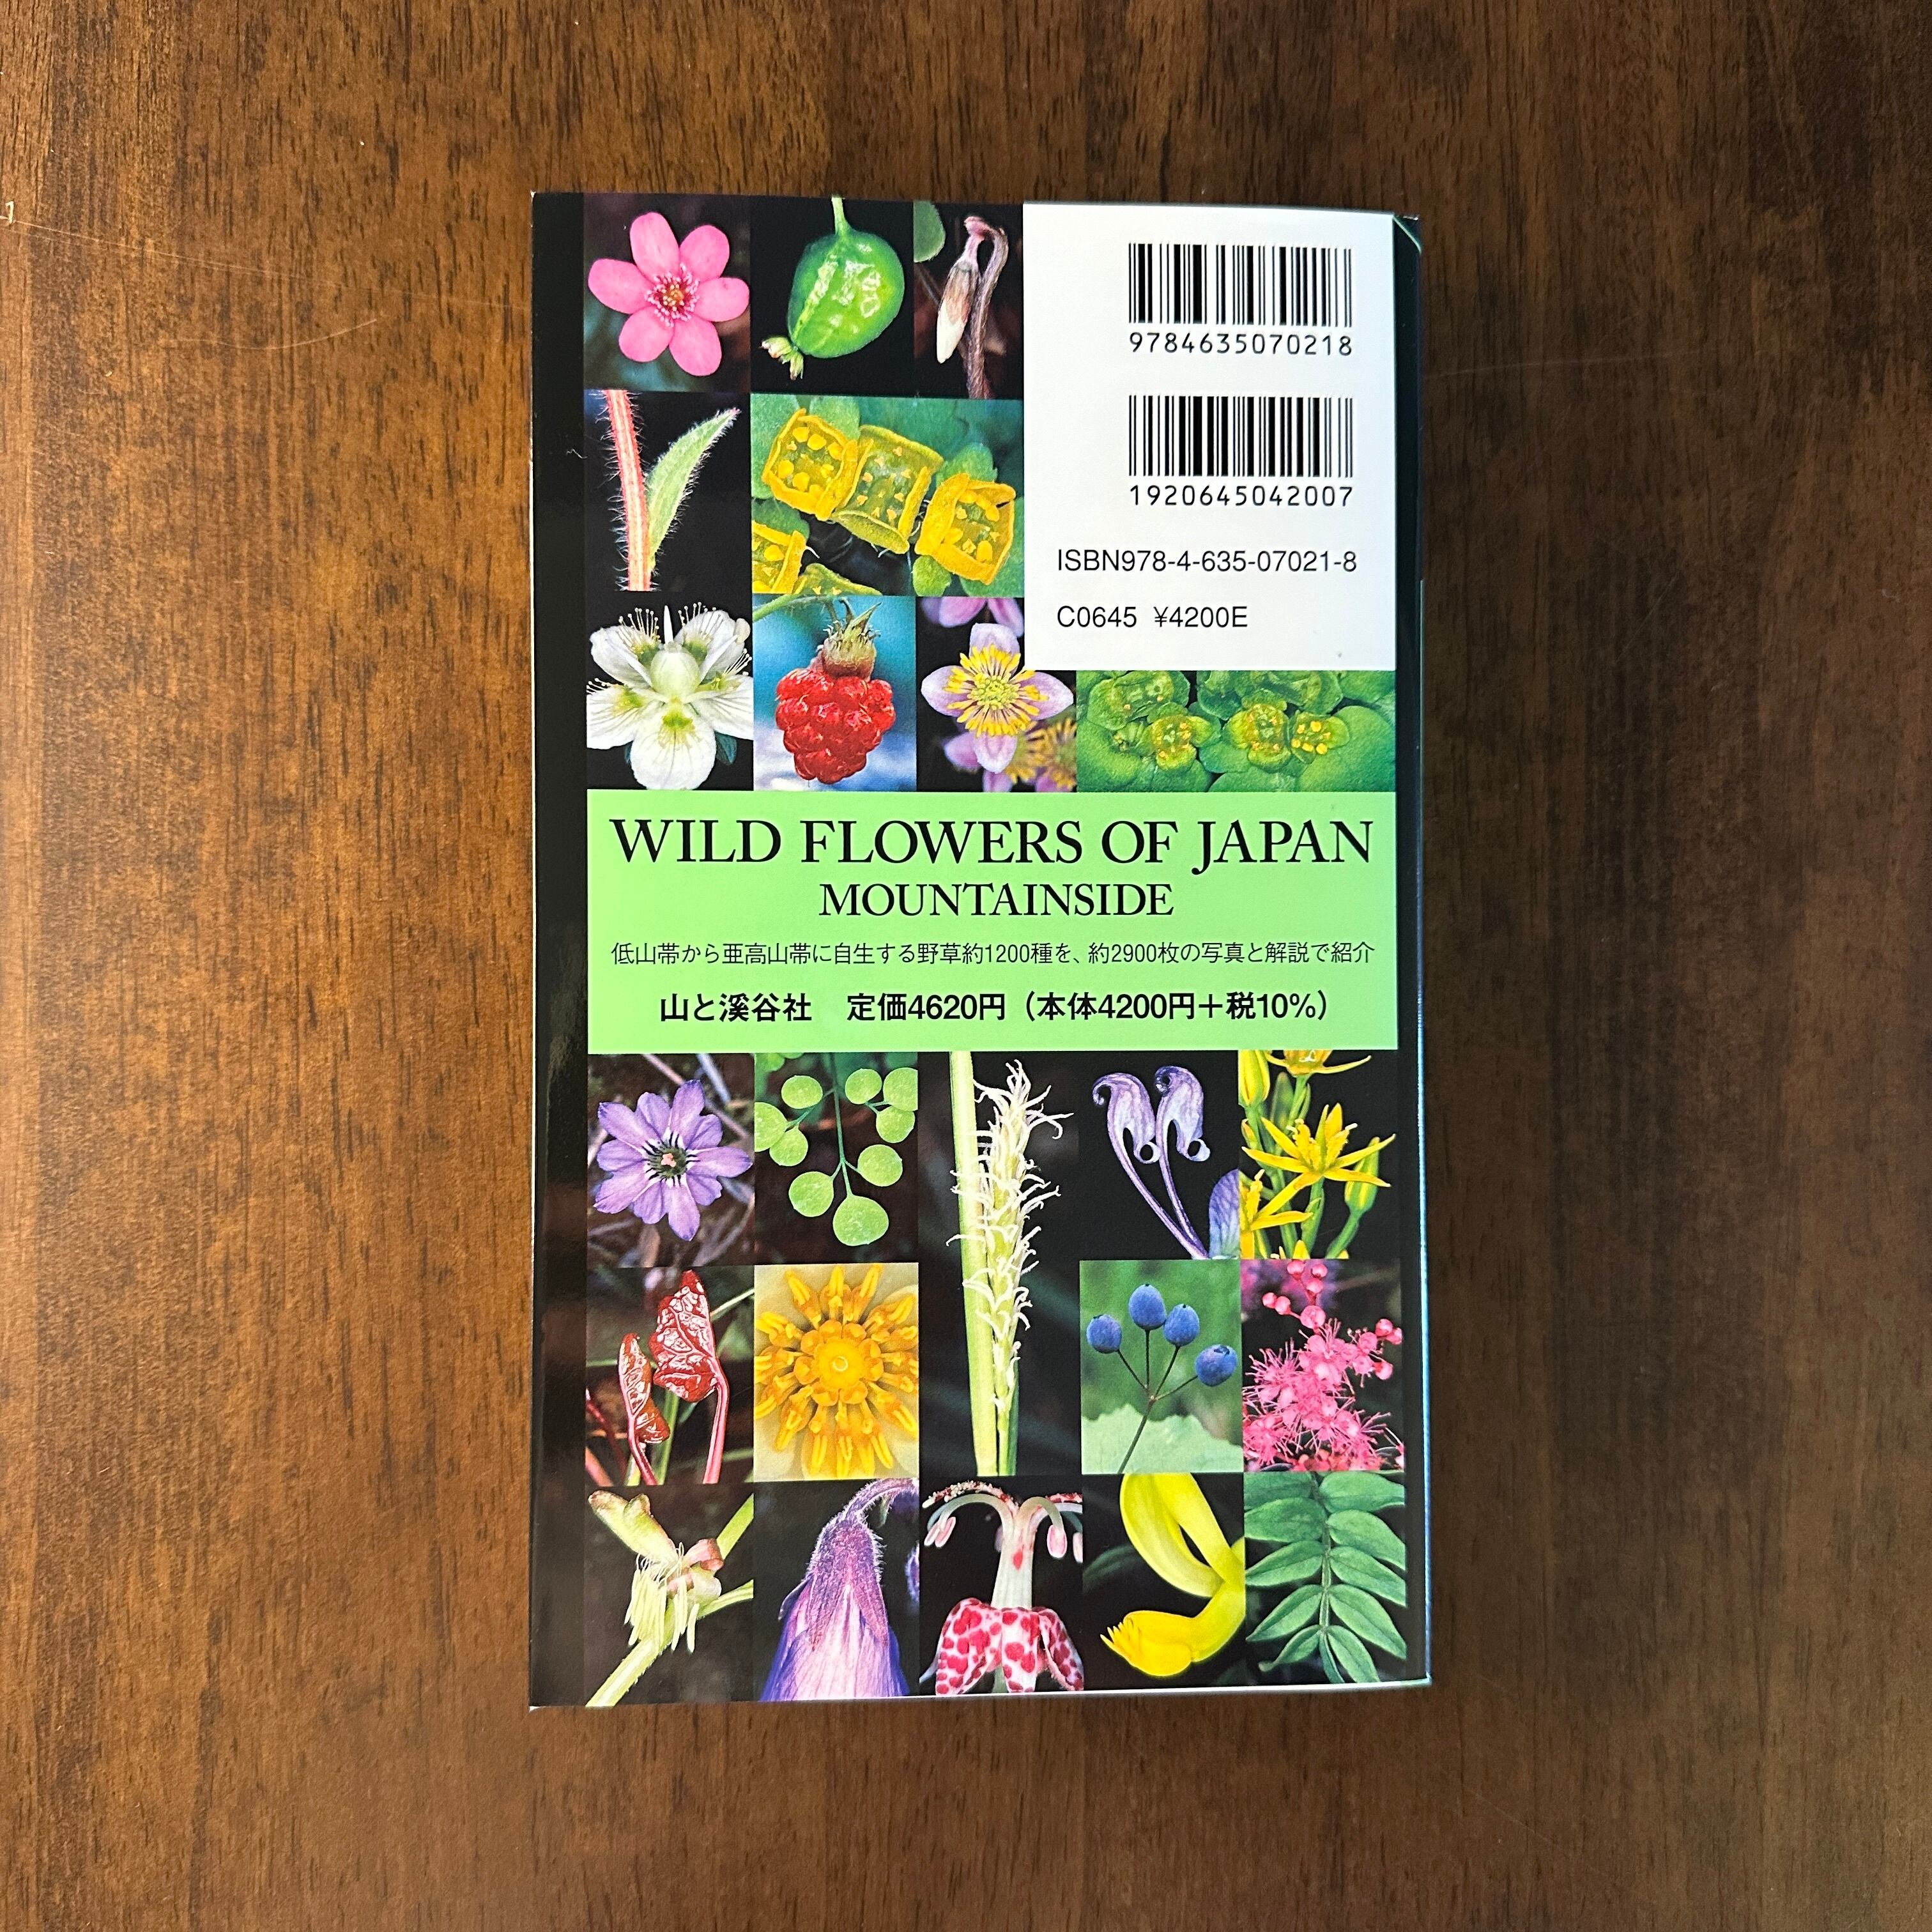 9784635070218
1920645042007
ISBN978-4-635-07021-8
C0645 ¥4200E
WILD FLOWERS OF JAPAN
MOUNTAINSIDE
低山帯から亜高山帯に自生する野草約1200種を、約2900枚の写真と解説で紹介
山と溪谷社 定価4620円（本体4200円＋税10%）